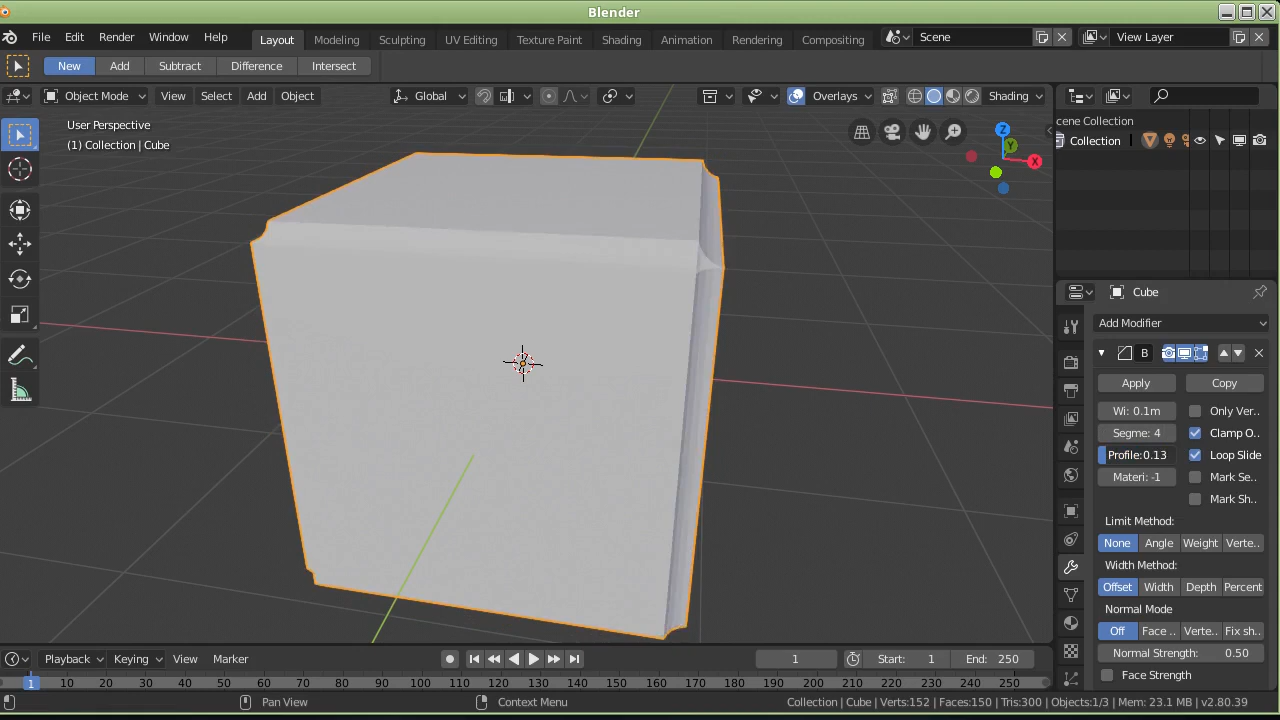 Blender
File Edit Render Window Help Layout Modeling Sculpting UV Editing Texture Paint Shading Animation Rendering Compositing Scene View Layer
New Add Subtract Difference Intersect
Object Mode View Select Add Object Global Overlays Shading
User Perspective
(1) Collection | Cube
Z
Y
X
cene Collection
Collection
Cube
Add Modifier
B
Apply Copy
Wi: 0.1m Only Ver..
Segme: 4 Clamp O..
Profile:0.13 Loop Slide
Materi: -1 Mark Se..
Mark Sh..
Limit Method:
None Angle Weight Verte..
Width Method:
Offset Width Depth Percent
Normal Mode
Off Face .. Verte.. Fix sh..
Normal Strength: 0.50
Face Strength
Playback Keying View Marker 1 Start: 1 End: 250
1 10 20 30 40 50 60 70 80 90 100 110 120 130 140 150 160 170 180 190 200 210 220 230 240 250
Pan View Context Menu Collection | Cube | Verts:152 | Faces:150 | Tris:300 | Objects:1/3 | Mem: 23.1 MB | v2.80.39